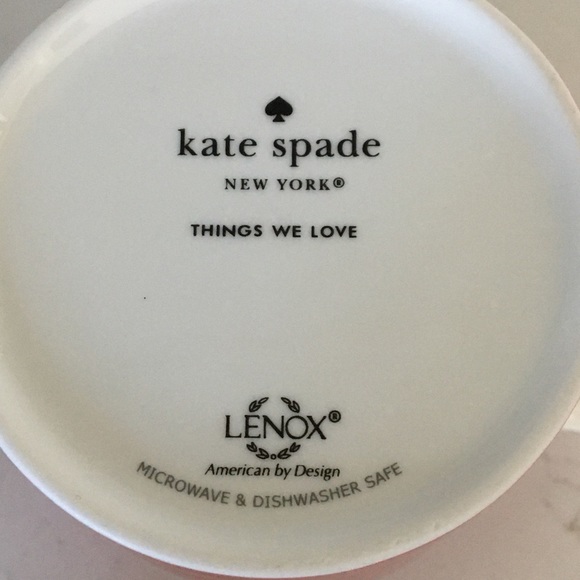 kate spade
NEW YORK®
THINGS WE LOVE
LENOX®
American by Design
MICROWAVE & DISHWASHER SAFE